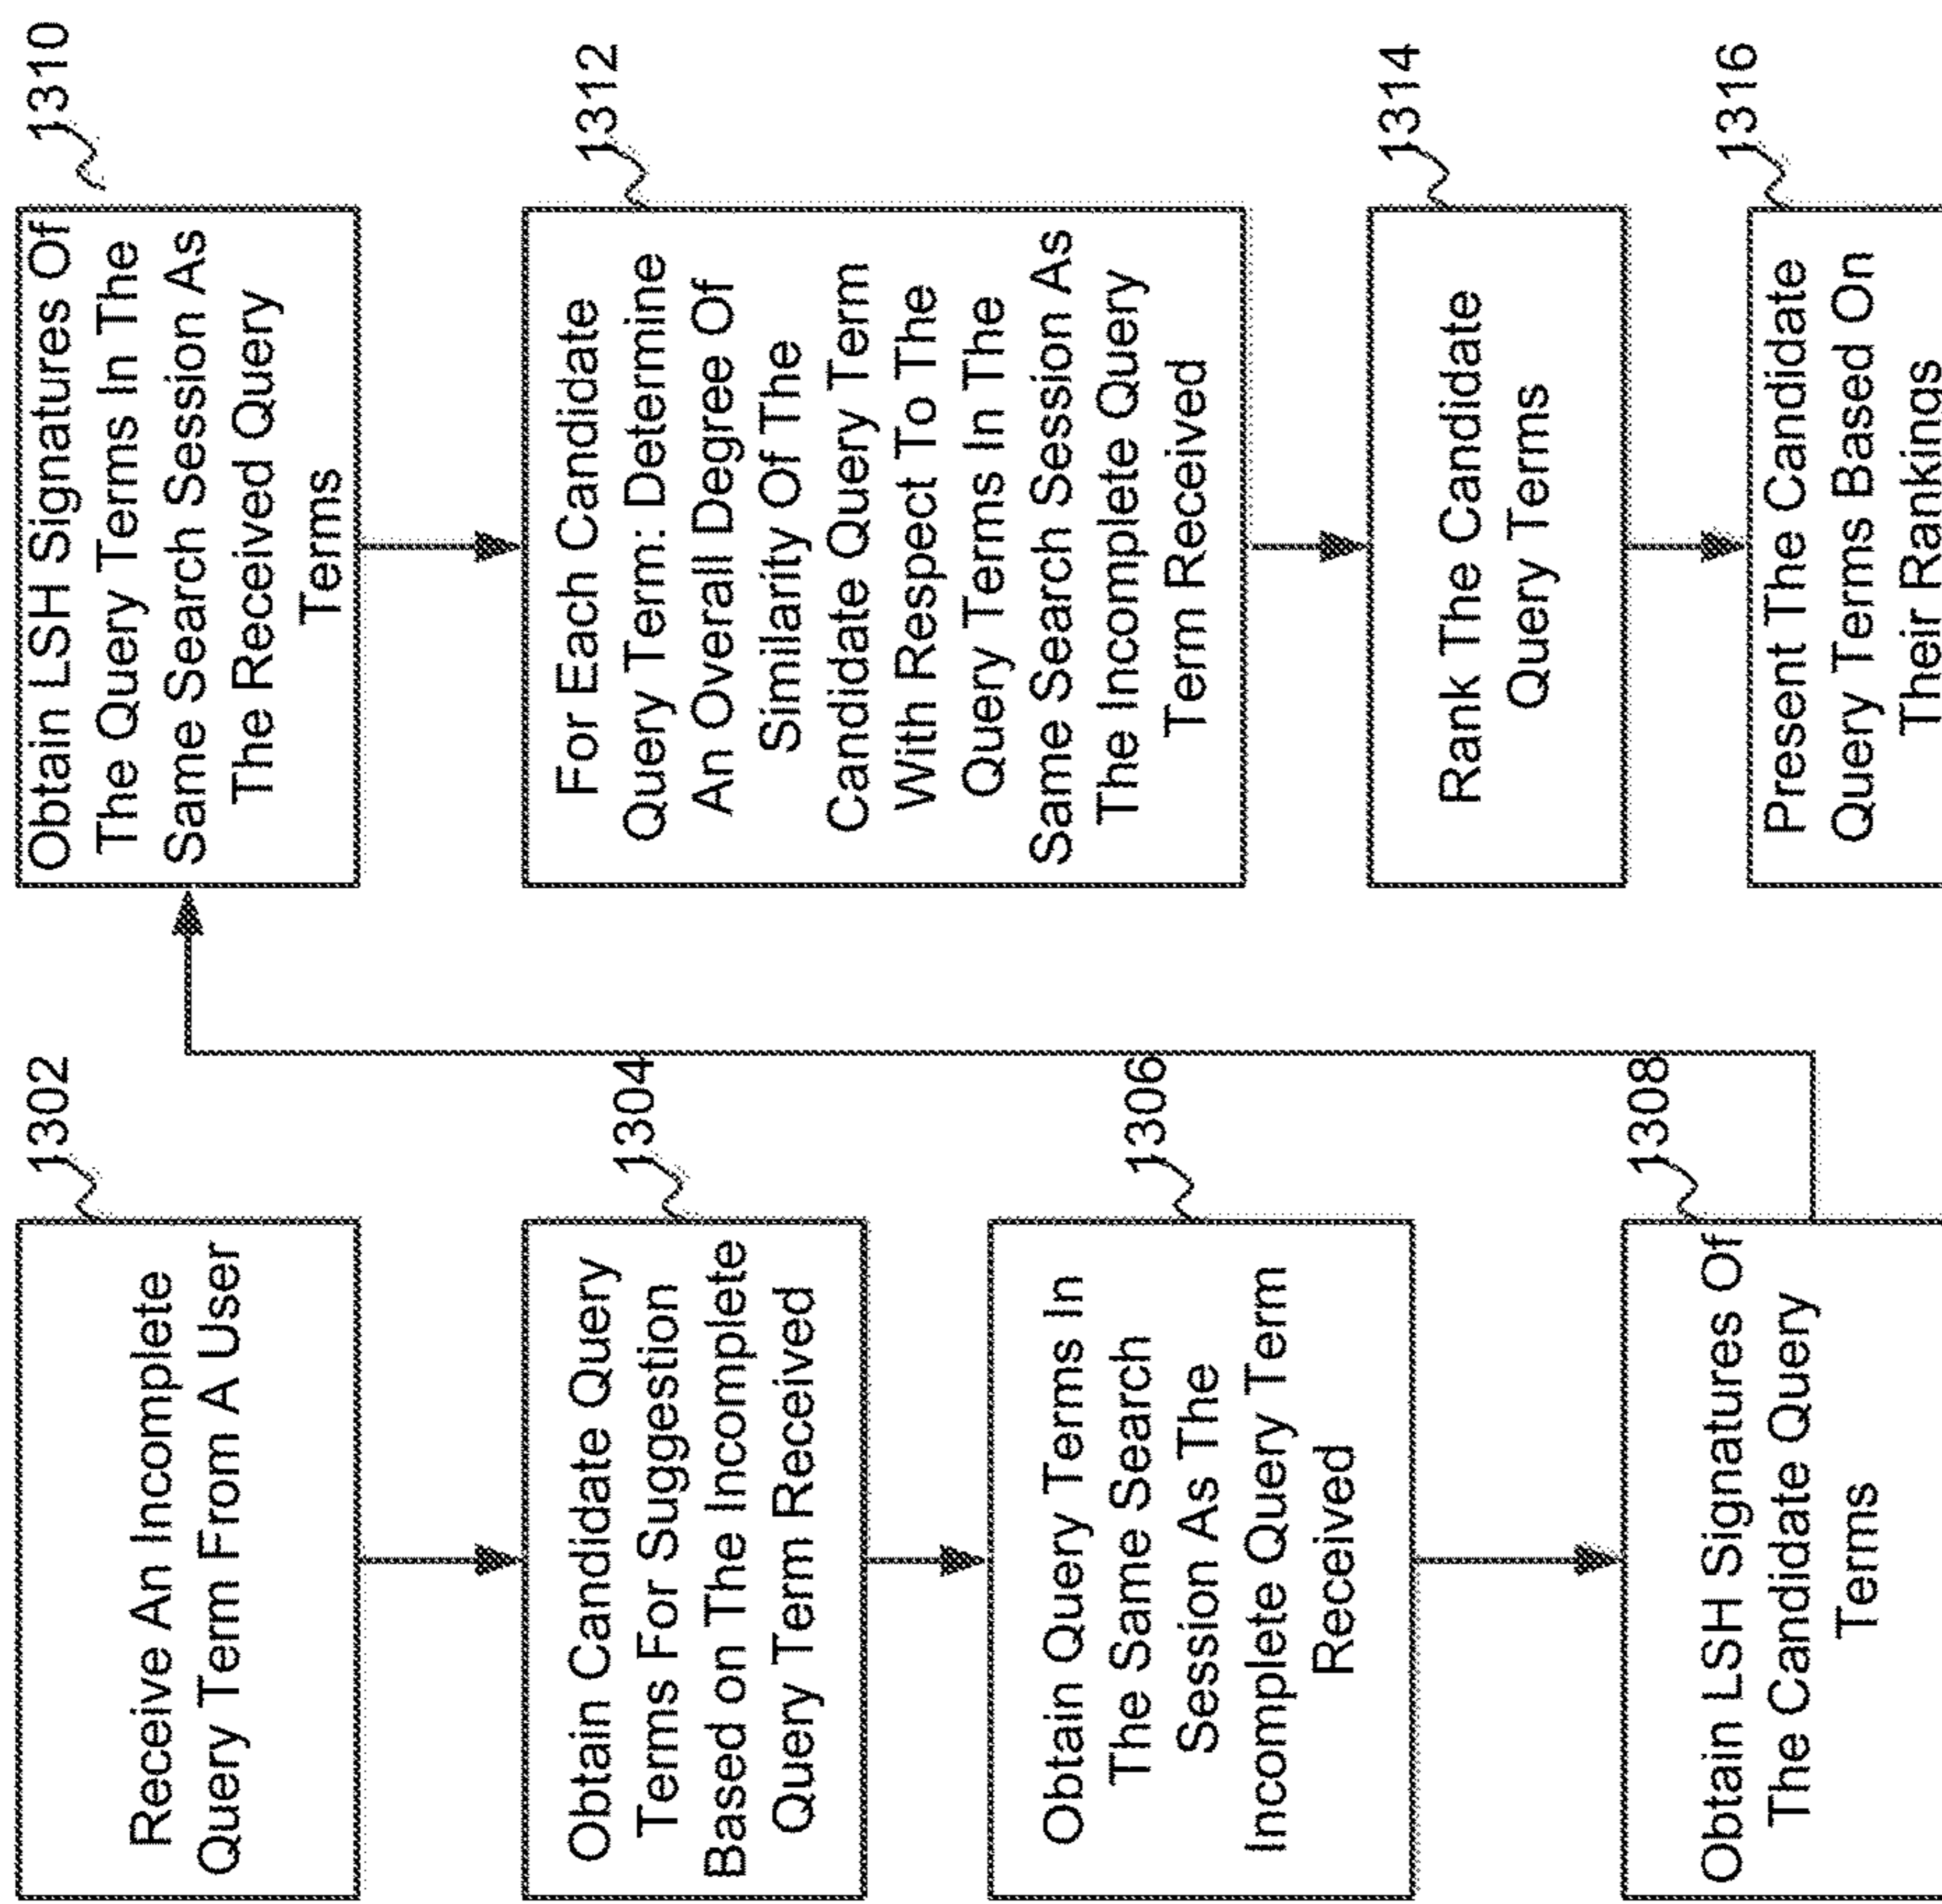 1302
Receive An Incomplete
Query Term From A User
1304
Obtain Candidate Query
Terms For Suggestion
Based on The Incomplete
Query Term Received
1306
Obtain Query Terms In
The Same Search
Session As The
Incomplete Query Term
Received
1308
Obtain LSH Signatures Of
The Candidate Query
Terms
1310
Obtain LSH Signatures Of
The Query Terms In The
Same Search Session As
The Received Query
Terms
1312
For Each Candidate
Query Term: Determine
An Overall Degree Of
Similarity Of The
Candidate Query Term
With Respect To The
Query Terms In The
Same Search Session As
The Incomplete Query
Term Received
1314
Rank The Candidate
Query Terms
1316
Present The Candidate
Query Terms Based On
Their Rankings